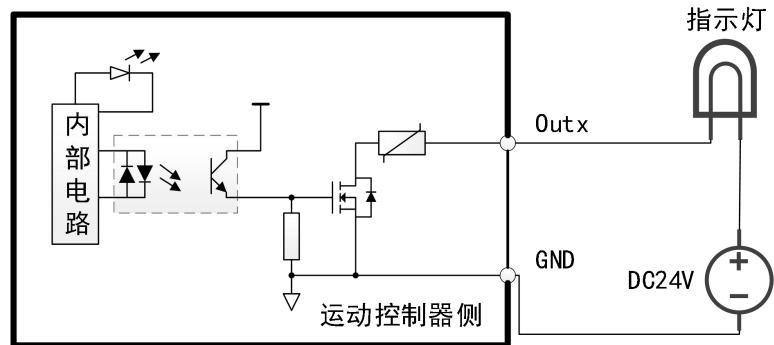 指示灯
Outx
内部电路
GND
DC24V
运动控制器侧